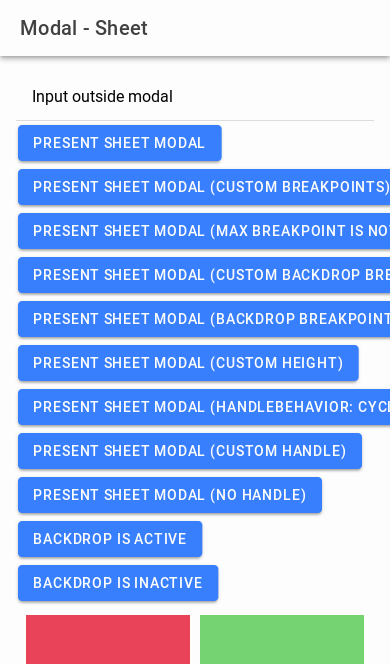 Modal - Sheet
Input outside modal
PRESENT SHEET MODAL
PRESENT SHEET MODAL (CUSTOM BREAKPOINTS)
PRESENT SHEET MODAL (MAX BREAKPOINT IS NO
PRESENT SHEET MODAL (CUSTOM BACKDROP BRE
PRESENT SHEET MODAL (BACKDROP BREAKPOINT
PRESENT SHEET MODAL (CUSTOM HEIGHT)
PRESENT SHEET MODAL (HANDLEBEHAVIOR: CYC
PRESENT SHEET MODAL (CUSTOM HANDLE)
PRESENT SHEET MODAL (NO HANDLE)
BACKDROP IS ACTIVE
BACKDROP IS INACTIVE